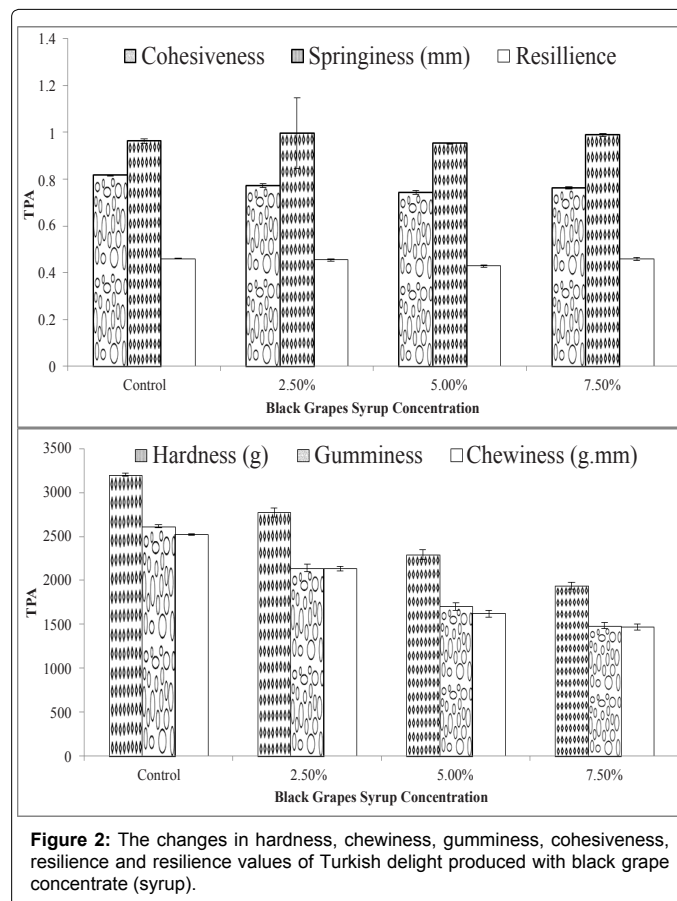 1.4
Cohesiveness Springiness (mm) Resillience
1.2
1
0.8
TPA
0.6
0.4
0.2
0
Control 2.50% 5.00% 7.50%
Black Grapes Syrup Concentration
3500
Hardness (g) Gumminess Chewiness (g.mm)
3000
2500
2000
TPA
1500
1000
500
0
Control 2.50% 5.00% 7.50%
Black Grapes Syrup Concentration
Figure 2: The changes in hardness, chewiness, gumminess, cohesiveness,
resilience and resilience values of Turkish delight produced with black grape
concentrate (syrup).